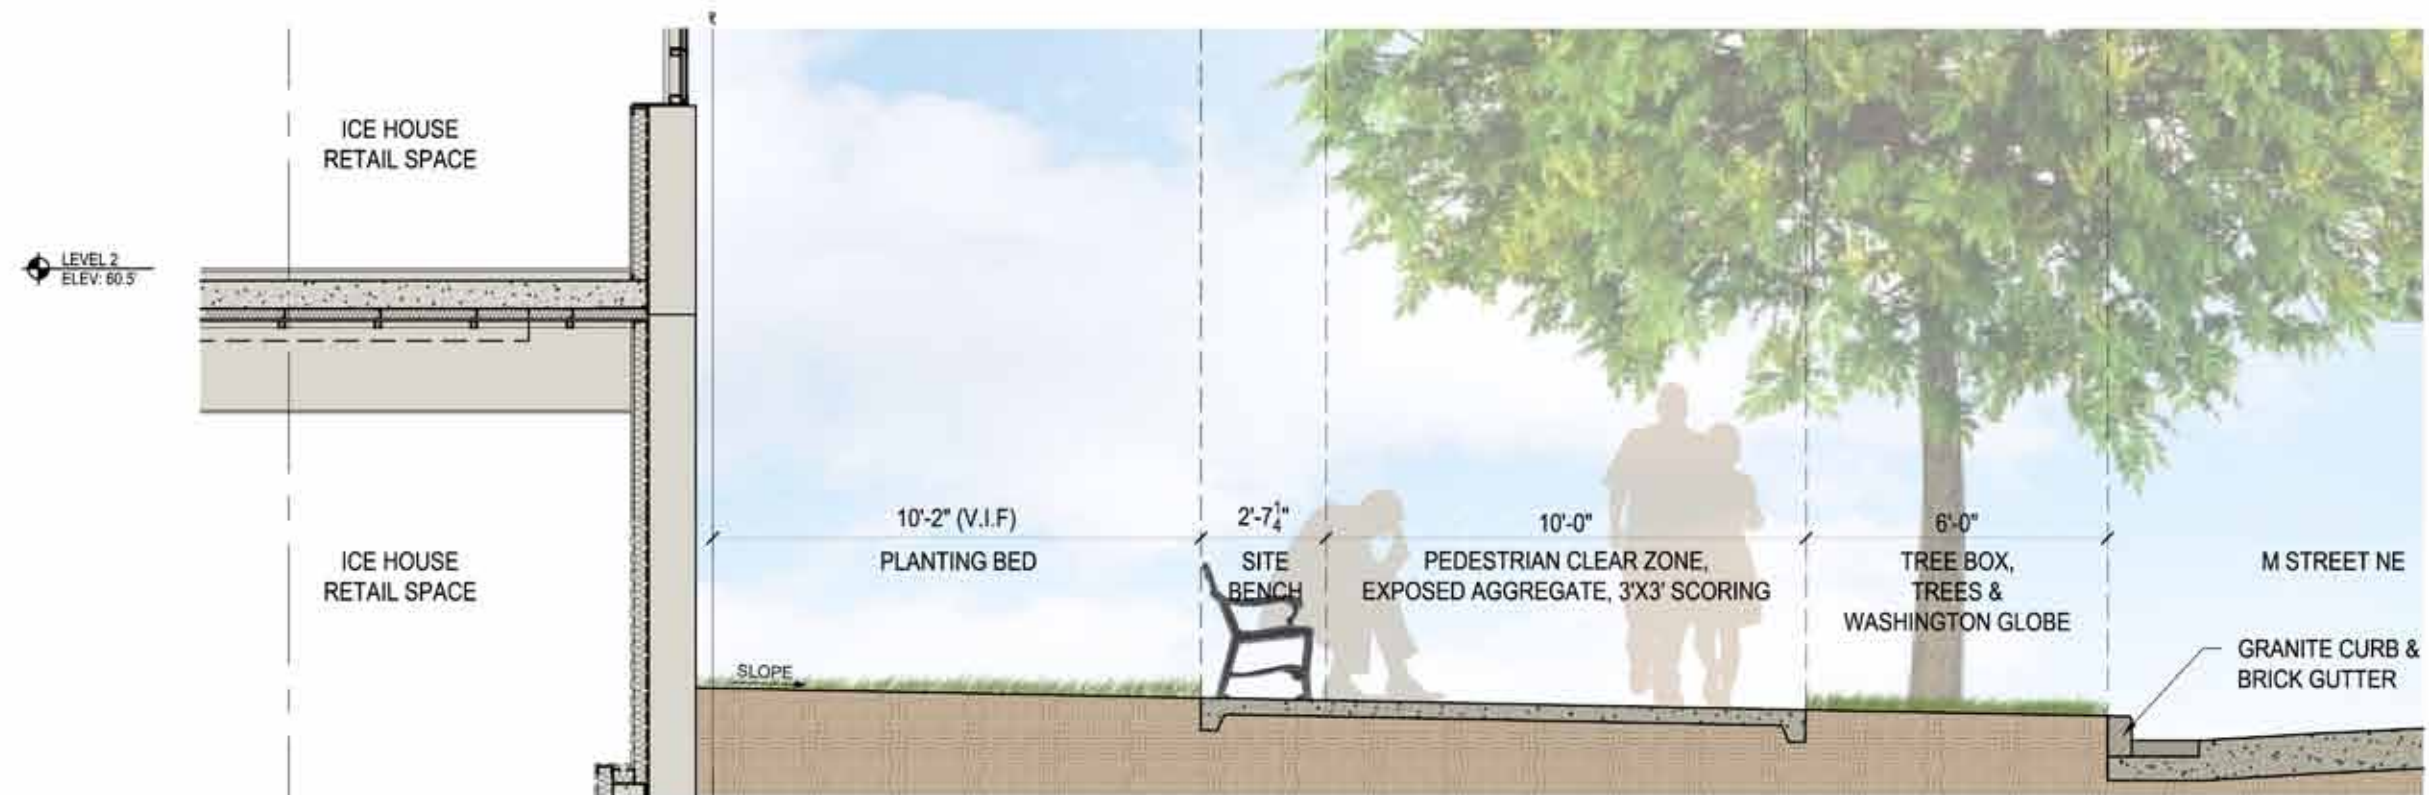 ICE HOUSE
RETAIL SPACE
LEVEL 2
ELEV: 60.5'
10'-2" (V.I.F)
2'-7 1/4"
10'-0"
6'-0"
PLANTING BED
SITE
BENCH
PEDESTRIAN CLEAR ZONE,
EXPOSED AGGREGATE, 3'X3' SCORING
TREE BOX,
TREES &
WASHINGTON GLOBE
M STREET NE
ICE HOUSE
RETAIL SPACE
GRANITE CURB &
BRICK GUTTER
SLOPE